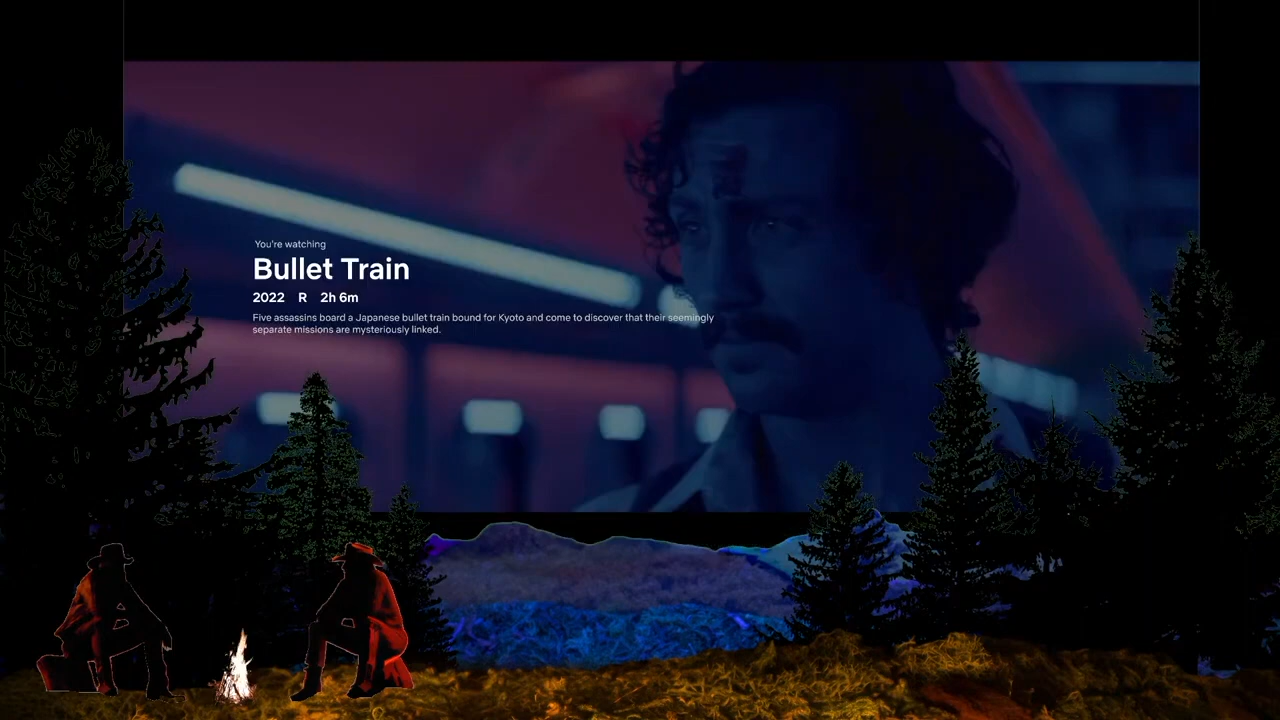 You're watching
Bullet Train
2022 R 2h 6m
Five assassins board a Japanese bullet train bound for Kyoto and come to discover that their seemingly
separate missions are mysteriously linked.